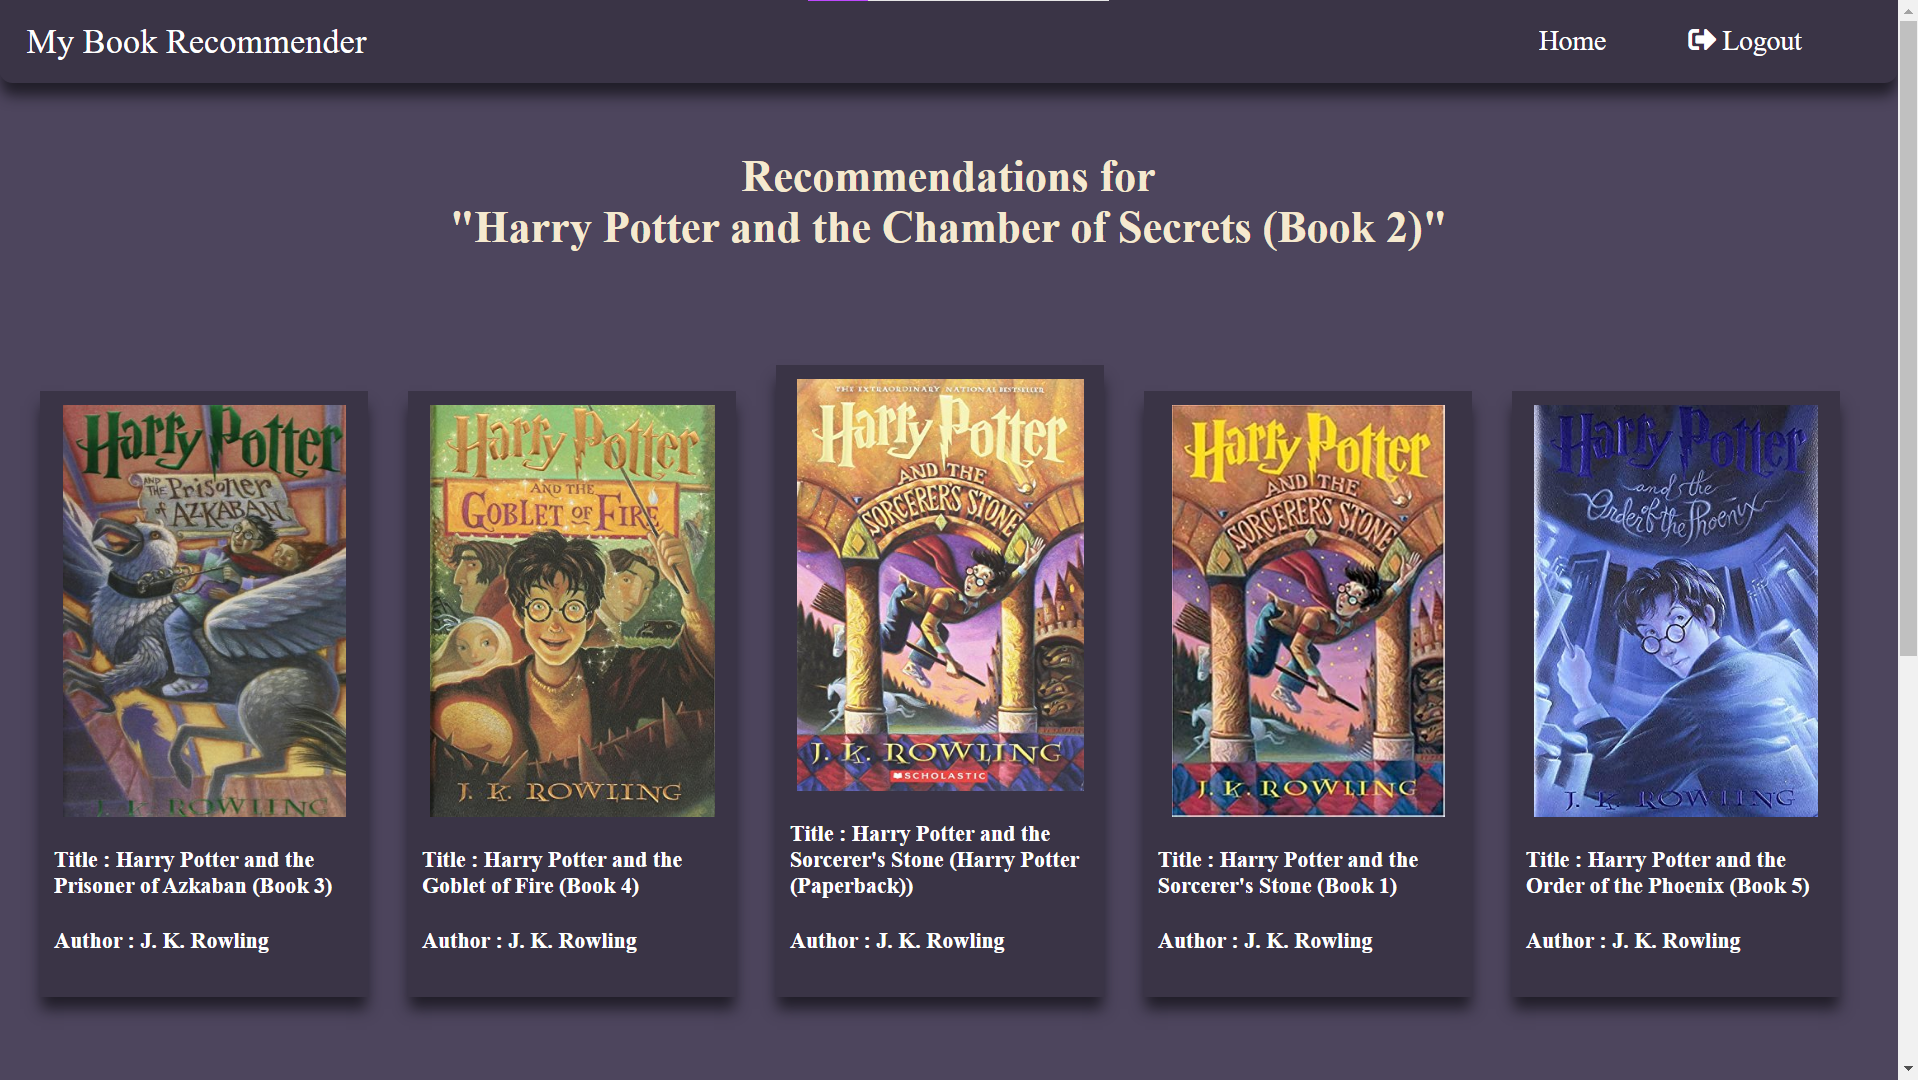 My Book Recommender
Home
Logout
Recommendations for
"Harry Potter and the Chamber of Secrets (Book 2)"
Harry Potter
AND THE Prisoner
of AZKABAN
J. K. ROWLING
Title : Harry Potter and the
Prisoner of Azkaban (Book 3)
Author : J. K. Rowling
Harry Potter
AND THE
GOBLET OF FIRE
J. K. ROWLING
Title : Harry Potter and the
Goblet of Fire (Book 4)
Author : J. K. Rowling
THE EXTRAORDINARY NATIONAL BESTSELLER
Harry Potter
AND THE
SORCERER'S STONE
J. K. ROWLING
SCHOLASTIC
Title : Harry Potter and the
Sorcerer's Stone (Harry Potter
(Paperback))
Author : J. K. Rowling
Harry Potter
AND THE
SORCERER'S STONE
J. K. ROWLING
Title : Harry Potter and the
Sorcerer's Stone (Book 1)
Author : J. K. Rowling
Harry Potter
and the
Order of the Phoenix
J. K. ROWLING
Title : Harry Potter and the
Order of the Phoenix (Book 5)
Author : J. K. Rowling